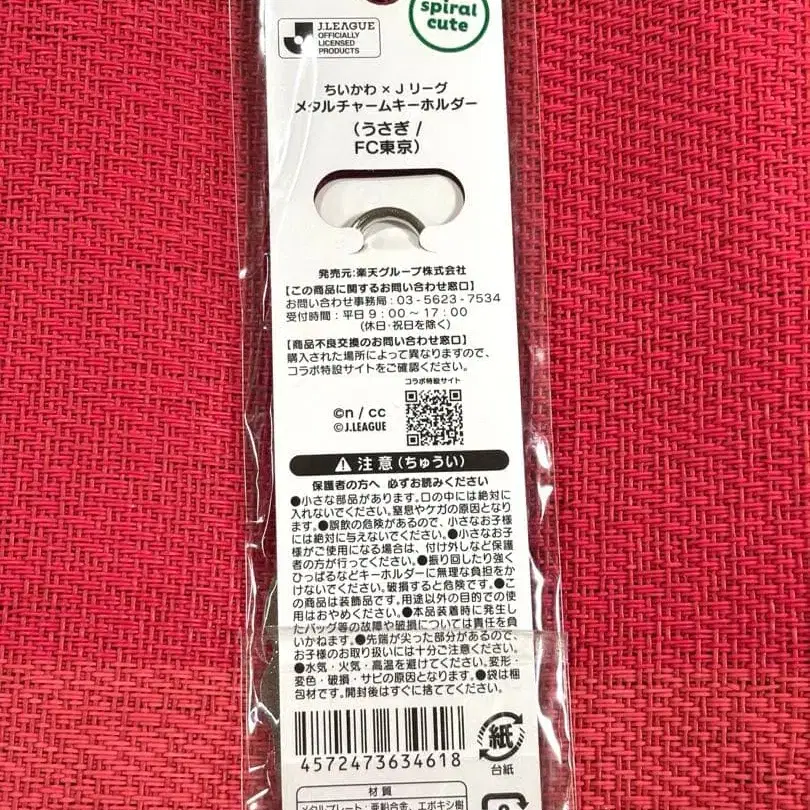 J.LEAGUE
OFFICIALLY
LICENSED
PRODUCTS
spiral
cute
ちいかわ × Jリーグ
メタルチャームキーホルダー
(うさぎ /
FC東京)
発売元:楽天グループ株式会社
【この商品に関するお問い合わせ窓口】
お問い合わせ事務局:03-5623-7534
受付時間:平日9:00～17:00
(休日・祝日を除く)
【商品不良交換のお問い合わせ窓口】
購入された場所によって異なりますので、
コラボ特設サイトをご確認ください。
コラボ特設サイト
©n / cc
©J.LEAGUE
注意(ちゅうい)
保護者の方へ 必ずお読みください
●小さな部品があります。口の中には絶対に
入れないでください。窒息やケガの原因となり
ます。●誤飲の危険があるので、小さなお子様
には絶対に与えないでください。●小さなお子
様がご使用になる場合は、付け外しなど保護
者の方が行ってください。●振り回したり強く
ひっぱるなどキーホルダーに無理な負担をか
けないでください。破損すると危険です。●こ
の商品は装飾品です。用途以外の目的での使
用はおやめください。●本品装着時に発生し
たバッグ等の故障や破損については責任を負
いかねます。●先端が尖った部分があるので、
お子様のお取り扱いには十分ご注意ください。
●水気・火気・高温を避けてください。変形・
変色・破損・サビの原因となります。●袋は梱
包材です。開封後はすぐに捨ててください。
4572473634618
紙
台紙
材質
メタルプレート:亜鉛合金、エポキシ樹